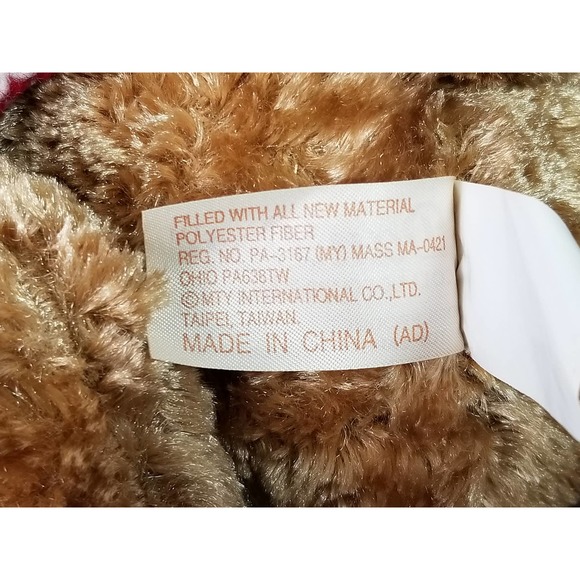 FILLED WITH ALL NEW MATERIAL
POLYESTER FIBER
REG. NO. PA-3167 (MY) MASS MA-0421
OHIO PA638TW
©MTY INTERNATIONAL CO.,LTD.
TAIPEI, TAIWAN.
MADE IN CHINA (AD)